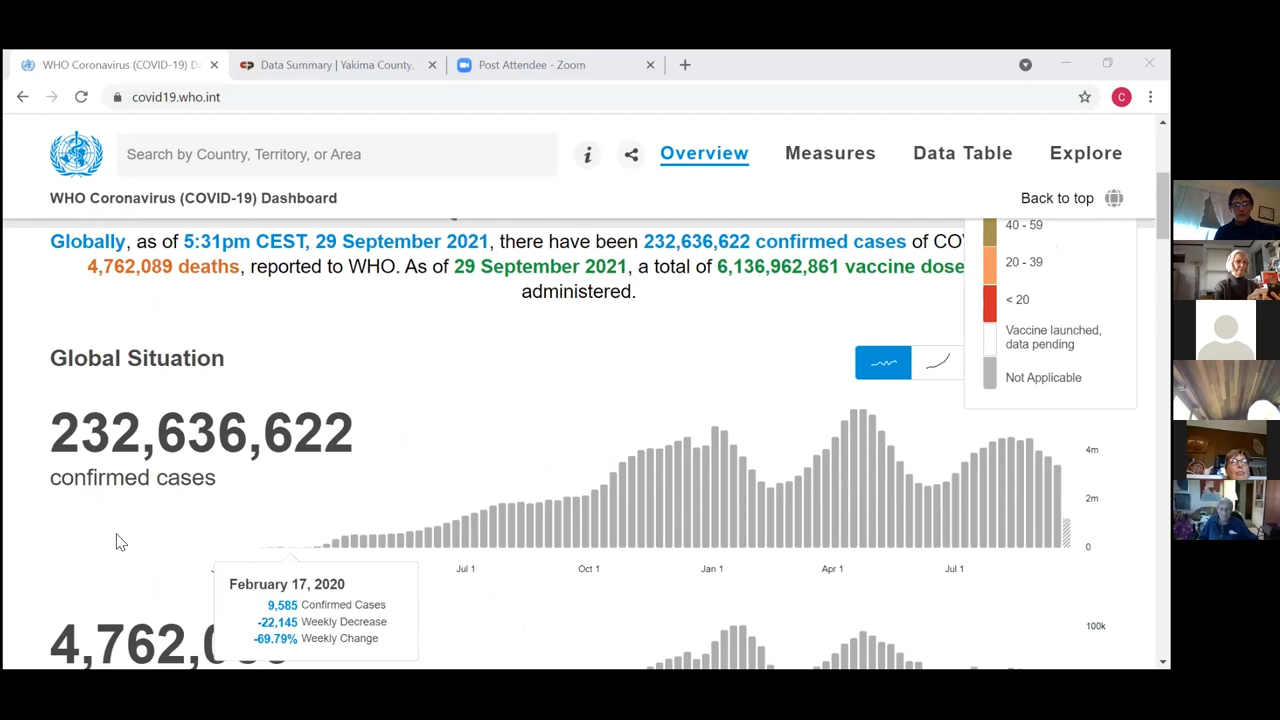 WHO Coronavirus (COVID-19) Da
Data Summary | Yakima County.
Post Attendee - Zoom
covid19.who.int
C
Search by Country, Territory, or Area
Overview
Measures
Data Table
Explore
WHO Coronavirus (COVID-19) Dashboard
Back to top
Globally, as of 5:31pm CEST, 29 September 2021, there have been 232,636,622 confirmed cases of
4,762,089 deaths, reported to WHO. As of 29 September 2021, a total of 6,136,962,861 vaccine dose
administered.
40 - 59
20 - 39
< 20
Vaccine launched,
data pending
Not Applicable
Global Situation
232,636,622
confirmed cases
4m
2m
0
Jul 1
Oct 1
Jan 1
Apr 1
Jul 1
February 17, 2020
9,585 Confirmed Cases
-22,145 Weekly Decrease
-69.79% Weekly Change
100k